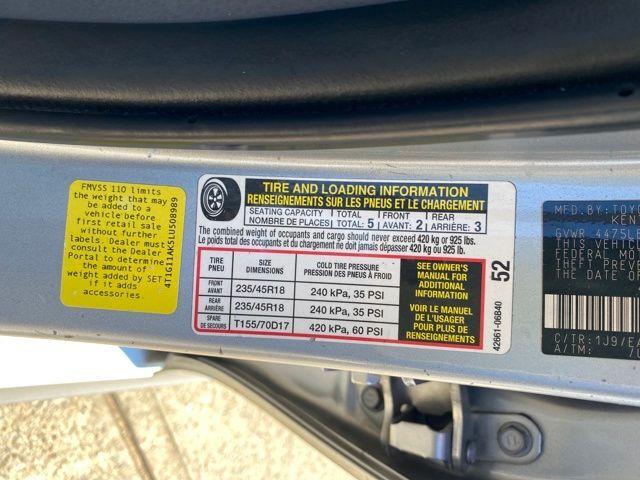 FMVSS 110 limits
the weight that may
be added to a
vehicle before
first retail sale
without further
labels. Dealer must
consult the Dealer
Portal to determine
the amount of
weight added by SET
if it adds
accessories
4T1G11AK5LU508989
TIRE AND LOADING INFORMATION
RENSEIGNEMENTS SUR LES PNEUS ET LE CHARGEMENT
SEATING CAPACITY TOTAL FRONT REAR
NOMBRE DE PLACES TOTAL: 5 AVANT: 2 ARRIÈRE: 3
The combined weight of occupants and cargo should never exceed 420 kg or 925 lbs.
Le poids total des occupants et du chargement ne doit jamais dépasser 420 kg ou 925 lb.
TIRE SIZE COLD TIRE PRESSURE
PNEU DIMENSIONS PRESSION DES PNEUS À FROID
FRONT
AVANT 235/45R18 240 kPa, 35 PSI
REAR
ARRIÈRE 235/45R18 240 kPa, 35 PSI
SPARE
DE SECOURS T155/70D17 420 kPa, 60 PSI
SEE OWNER'S
MANUAL FOR
ADDITIONAL
INFORMATION
VOIR LE MANUEL
DE L'USAGER
POUR PLUS DE
RENSEIGNEMENTS
52
42661-06B40
MFD.BY:TOYO
KEN
GVWR 4475LB
THIS VEHIC
FEDERAL MO
THEFT PREV
THE DATE O
C/TR:1J9/EA
A/TM: